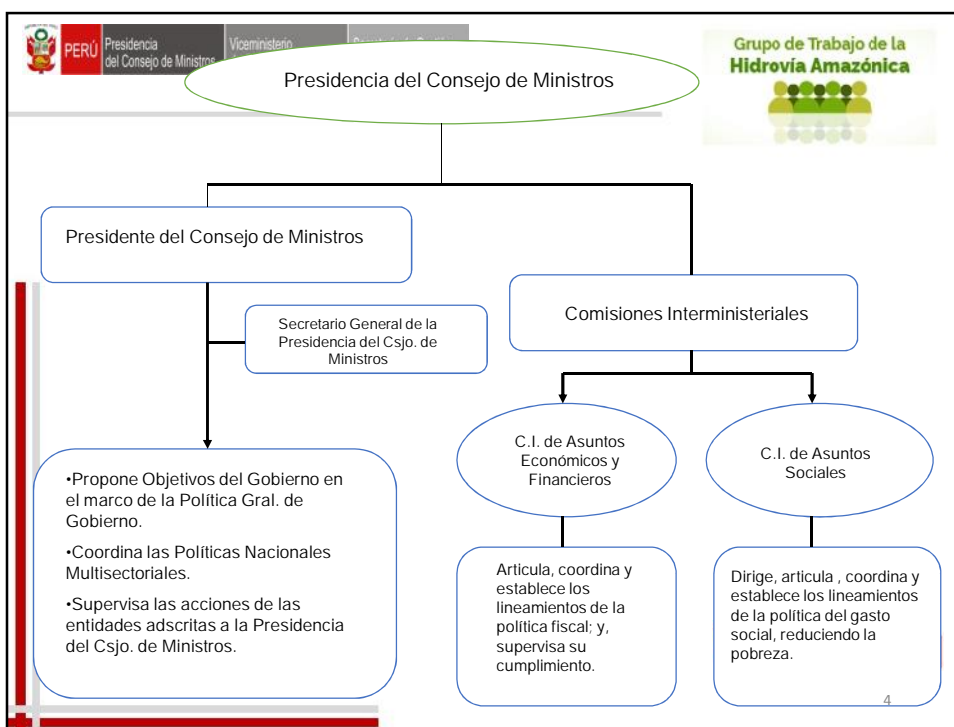 PERÚ
Presidencia
del Consejo de Ministros
Viceministerio
Grupo de Trabajo de la
Hidrovía Amazónica
Presidencia del Consejo de Ministros
Presidente del Consejo de Ministros
Secretario General de la
Presidencia del Csjo. de
Ministros
•Propone Objetivos del Gobierno en
el marco de la Política Gral. de
Gobierno.
•Coordina las Políticas Nacionales
Multisectoriales.
•Supervisa las acciones de las
entidades adscritas a la Presidencia
del Csjo. de Ministros.
Comisiones Interministeriales
C.I. de Asuntos
Económicos y
Financieros
Articula, coordina y
establece los
lineamientos de la
política fiscal; y,
supervisa su
cumplimiento.
C.I. de Asuntos
Sociales
Dirige, articula , coordina y
establece los lineamientos
de la política del gasto
social, reduciendo la
pobreza.
4